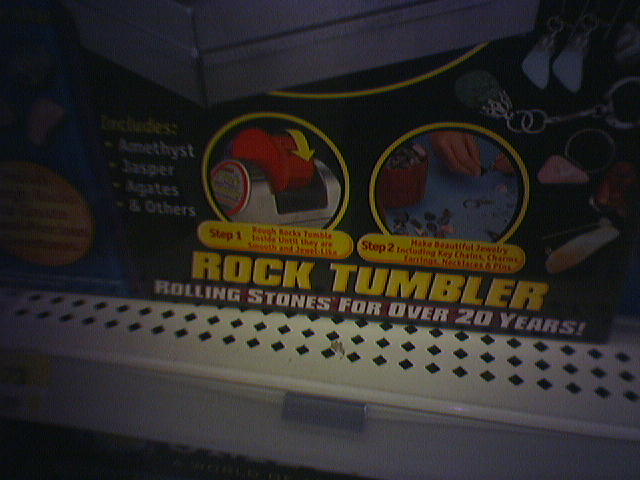 Includes:
• Amethyst
• Jasper
• Agates
• & Others
Step 1
Rough Rocks Tumble
Inside Until they are
Smooth and Jewel-Like
Step 2
Make Beautiful Jewelry
Including Key Chains, Charms,
Earrings, Necklaces & Pins
ROCK TUMBLER
ROLLING STONES FOR OVER 20 YEARS!
A WORLD OF